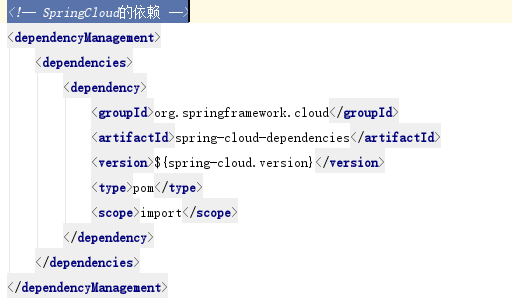 <!-- SpringCloud的依赖 -->
<dependencyManagement>
<dependencies>
<dependency>
<groupId>org.springframework.cloud</groupId>
<artifactId>spring-cloud-dependencies</artifactId>
<version>${spring-cloud.version}</version>
<type>pom</type>
<scope>import</scope>
</dependency>
</dependencies>
</dependencyManagement>